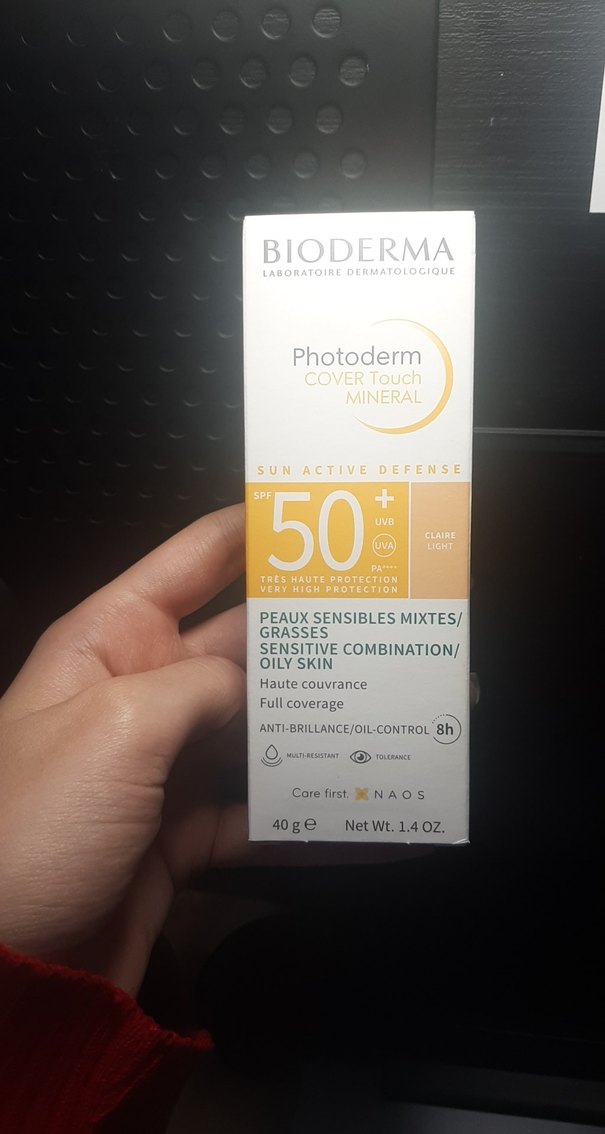 BIODERMA
LABORATOIRE DERMATOLOGIQUE
Photoderm
COVER Touch
MINERAL
SUN ACTIVE DEFENSE
SPF 50+
UVB
UVA
PA++++
CLAIRE
LIGHT
TRÈS HAUTE PROTECTION
VERY HIGH PROTECTION
PEAUX SENSIBLES MIXTES/
GRASSES
SENSITIVE COMBINATION/
OILY SKIN
Haute couvrance
Full coverage
ANTI-BRILLANCE/OIL-CONTROL 8h
MULTI-RESISTANT TOLERANCE
Care first. NAOS
40 g ℮ Net Wt. 1.4 OZ.